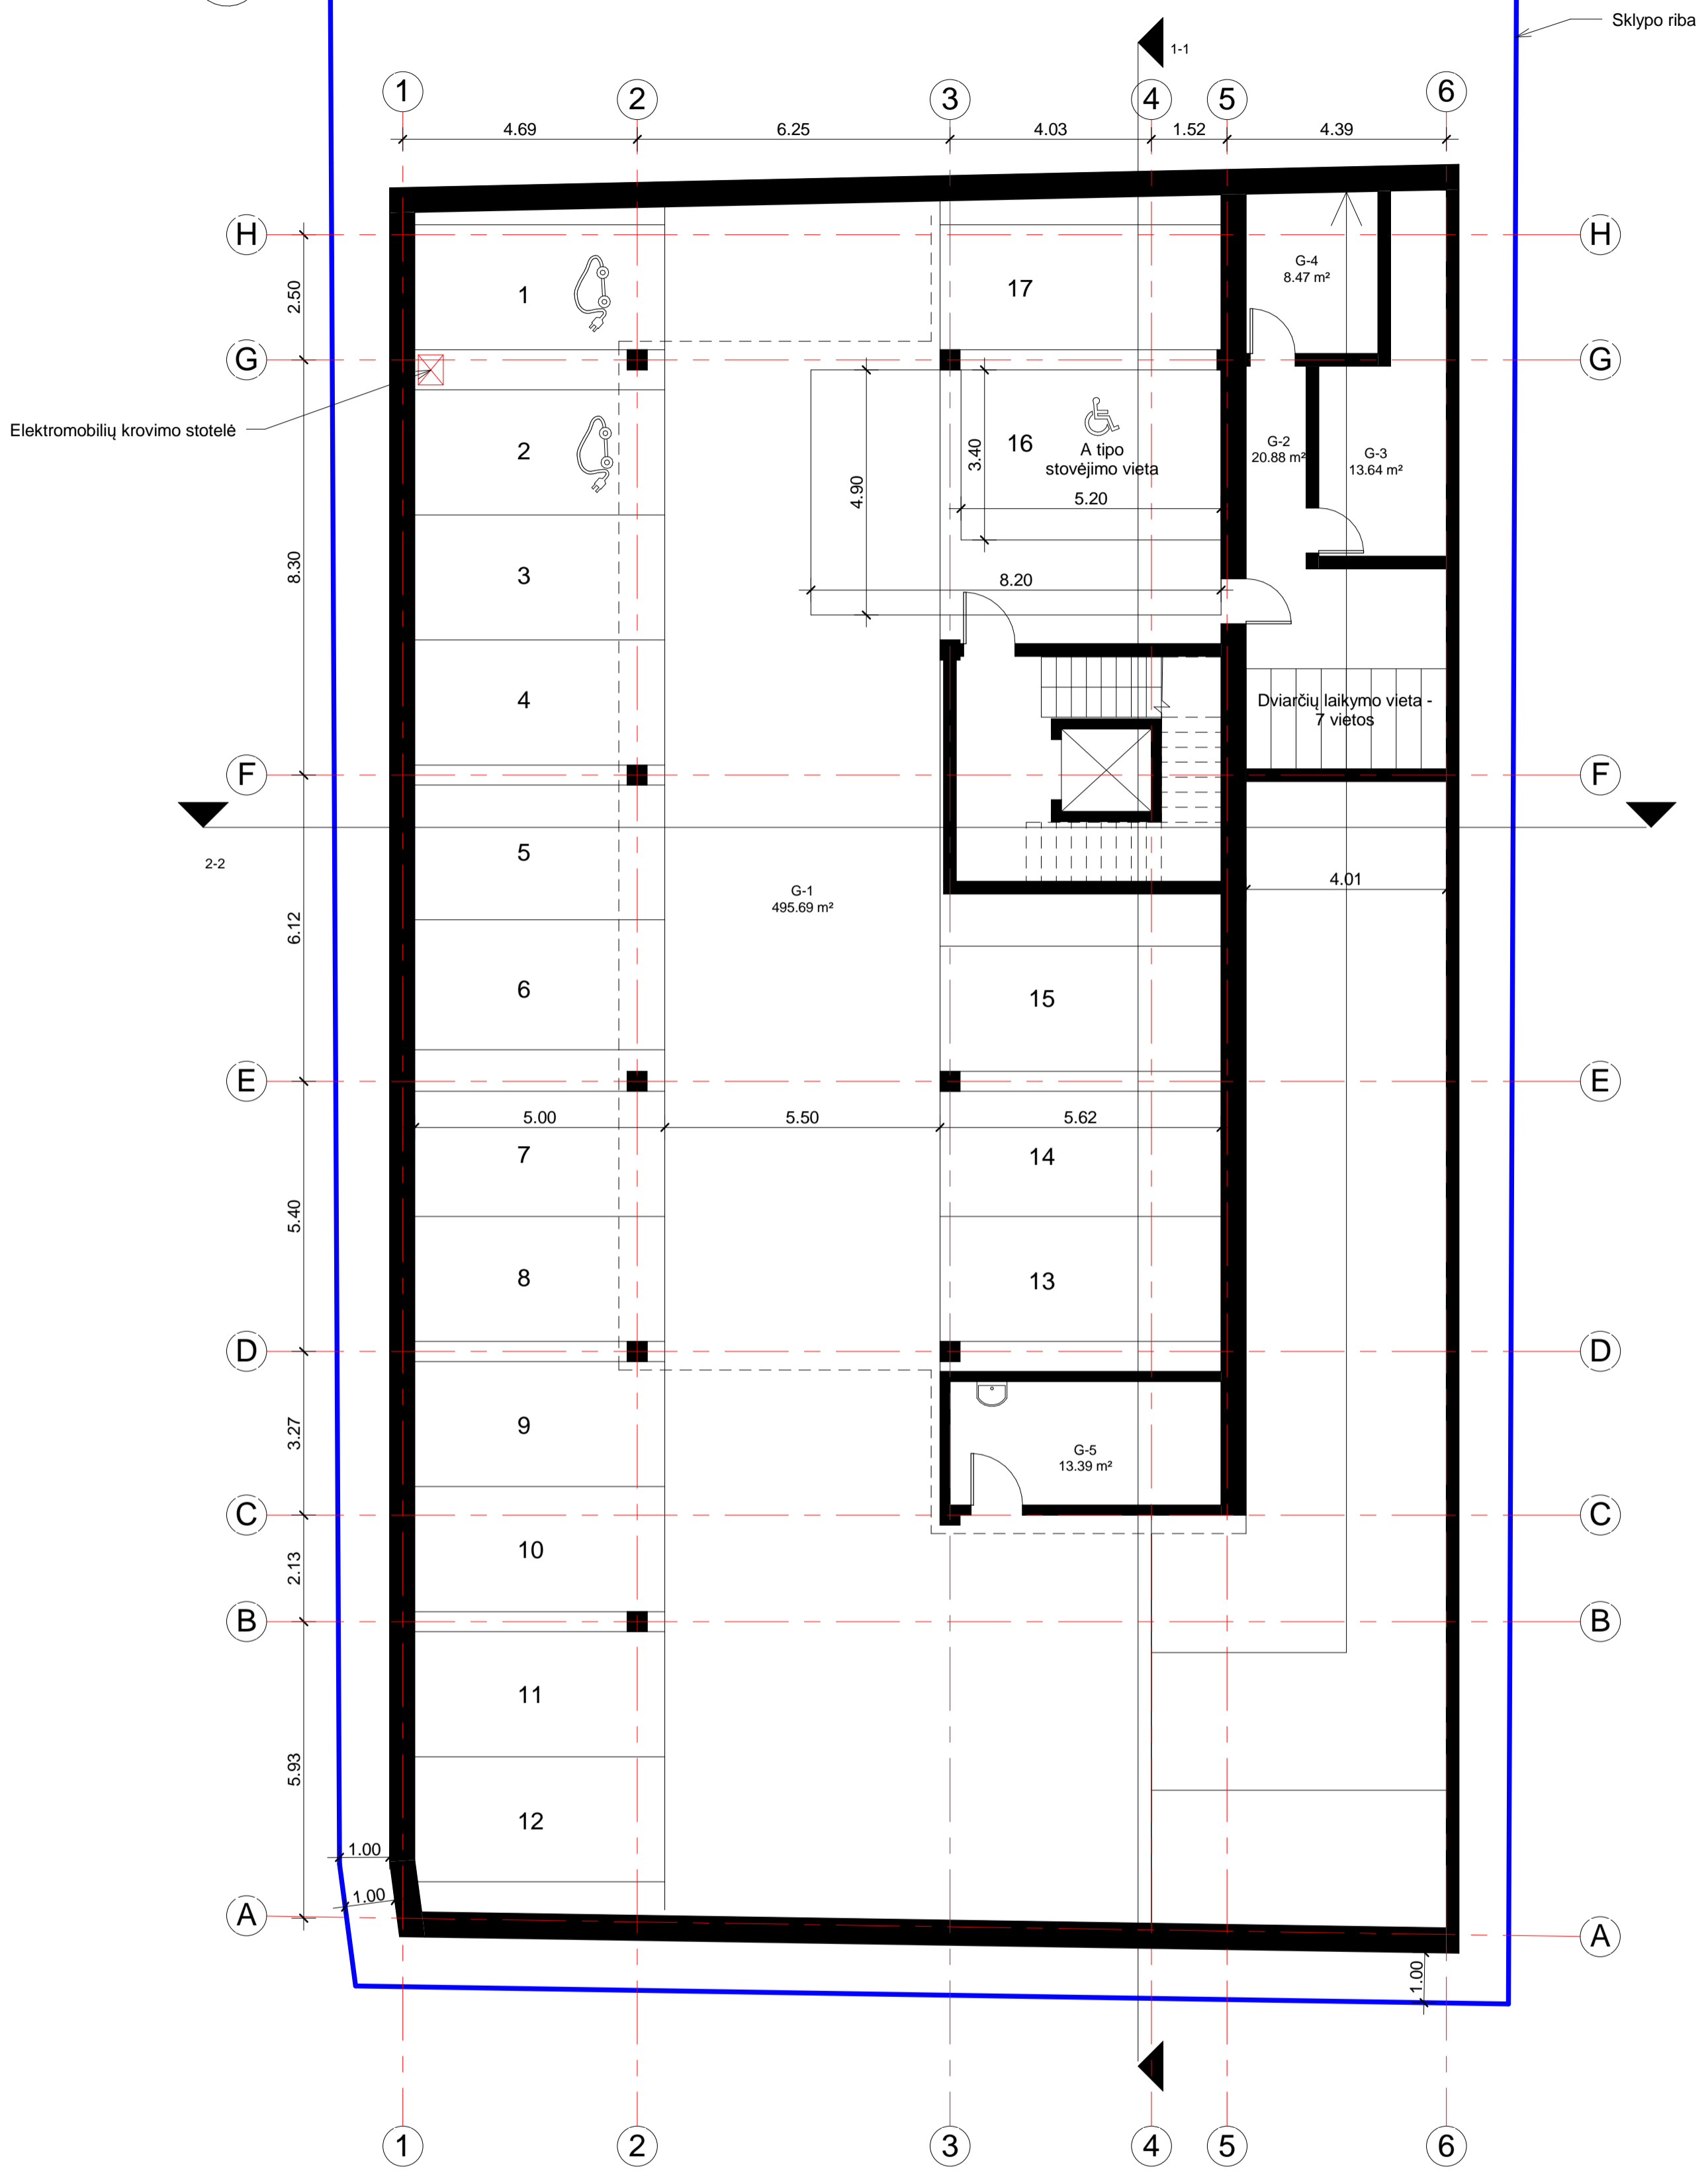 Sklypo riba
1-1
1
2
3
4
5
6
4.69
6.25
4.03
1.52
4.39
H
H
2.50
1
17
G-4
8.47 m²
G
G
Elektromobilių krovimo stotelė
2
16
A tipo
stovėjimo vieta
3.40
4.90
5.20
G-2
20.88 m²
G-3
13.64 m²
8.30
3
8.20
4
Dviarčių laikymo vieta -
7 vietos
F
F
2-2
5
G-1
495.69 m²
4.01
6.12
6
15
E
E
5.00
5.50
5.62
7
14
5.40
8
13
D
D
3.27
9
G-5
13.39 m²
C
C
10
2.13
B
B
11
5.93
12
1.00
1.00
A
A
1.00
1
2
3
4
5
6